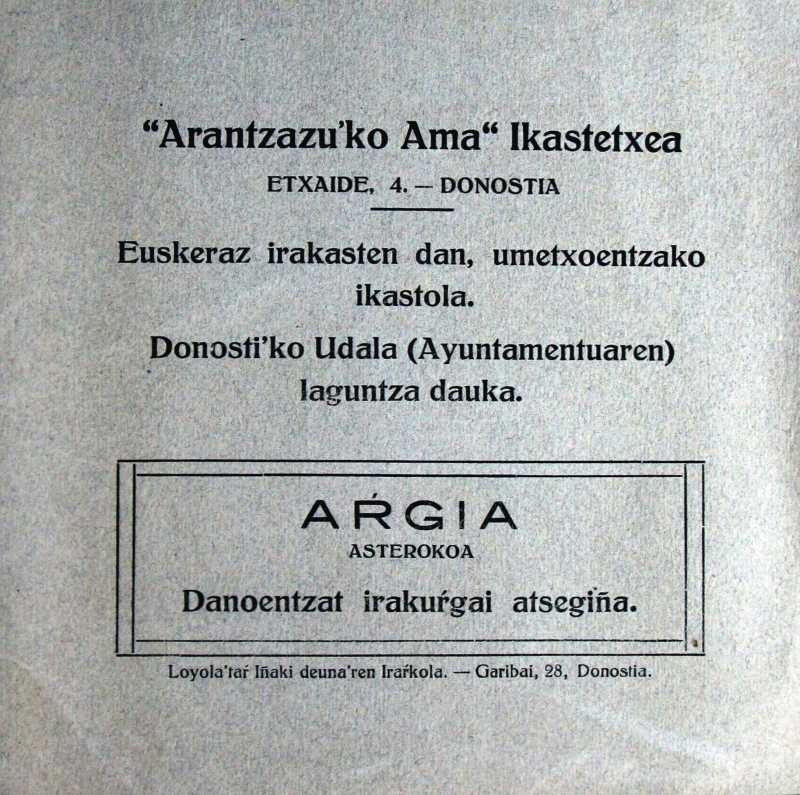 “Arantzazu’ko Ama“ Ikastetxea
ETXAIDE, 4. — DONOSTIA
Euskeraz irakasten dan, umetxoentzako
ikastola.
Donosti’ko Udala (Ayuntamentuaren)
laguntza dauka.
AŔGIA
ASTEROKOA
Danoentzat irakuŕgai atsegiña.
Loyola’taŕ Iñaki deuna’ren Iraŕkola. — Garibai, 28, Donostia.